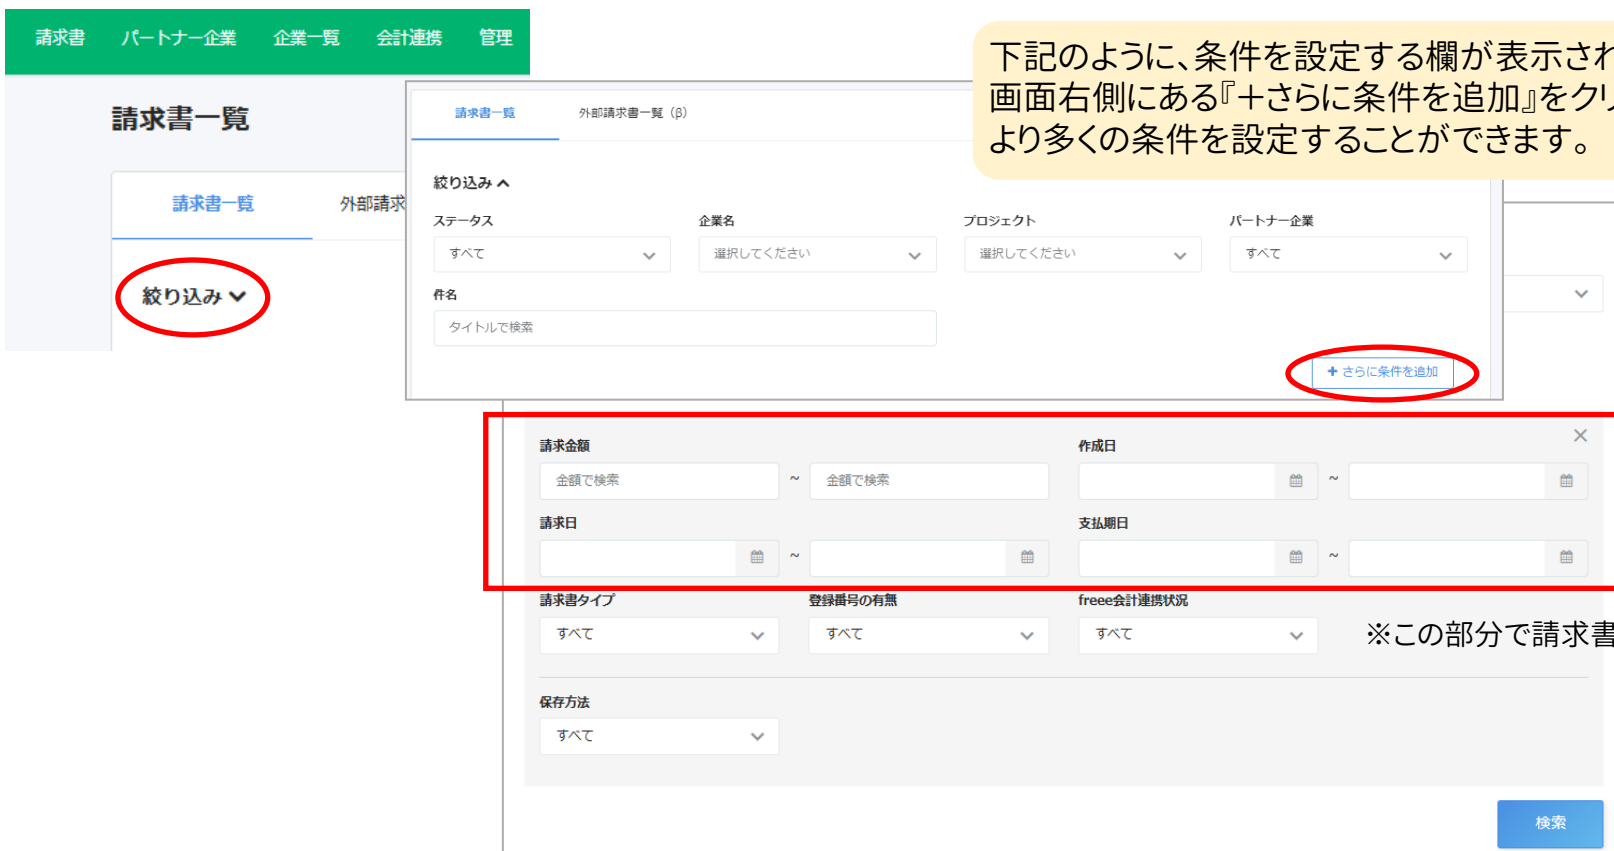 請求書 パートナー企業 企業一覧 会計連携 管理
請求書一覧
請求書一覧 外部請求
絞り込み
下記のように、条件を設定する欄が表示され
画面右側にある『＋さらに条件を追加』をクリ
より多くの条件を設定することができます。
請求書一覧 外部請求書一覧（β）
絞り込み
ステータス 企業名 プロジェクト パートナー企業
すべて 選択してください 選択してください すべて
件名
タイトルで検索
+ さらに条件を追加
請求金額 作成日
金額で検索 ~ 金額で検索 ~
請求日 支払期日
~ ~
請求書タイプ 登録番号の有無 freee会計連携状況
すべて すべて すべて
※この部分で請求書
保存方法
すべて
検索